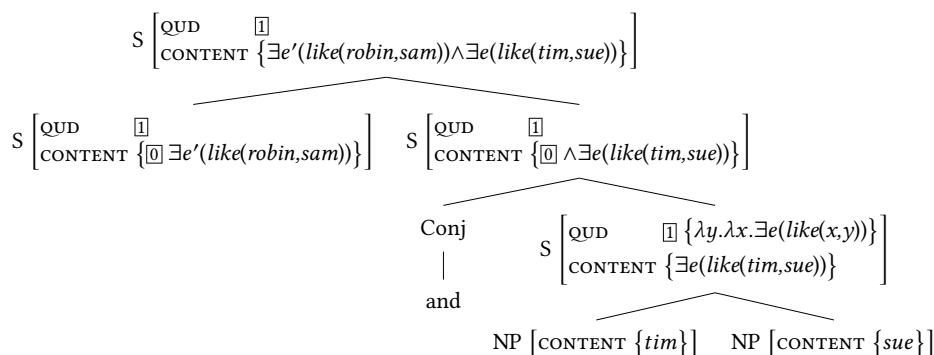 S [QUD 1
CONTENT {∃e′(like(robin,sam))∧∃e(like(tim,sue))}]
S [QUD 1
CONTENT {0 ∃e′(like(robin,sam))}]
S [QUD 1
CONTENT {0 ∧∃e(like(tim,sue))}]
Conj
and
S [QUD 1 {λy.λx.∃e(like(x,y))}
CONTENT {∃e(like(tim,sue))}]
NP [CONTENT {tim}] NP [CONTENT {sue}]